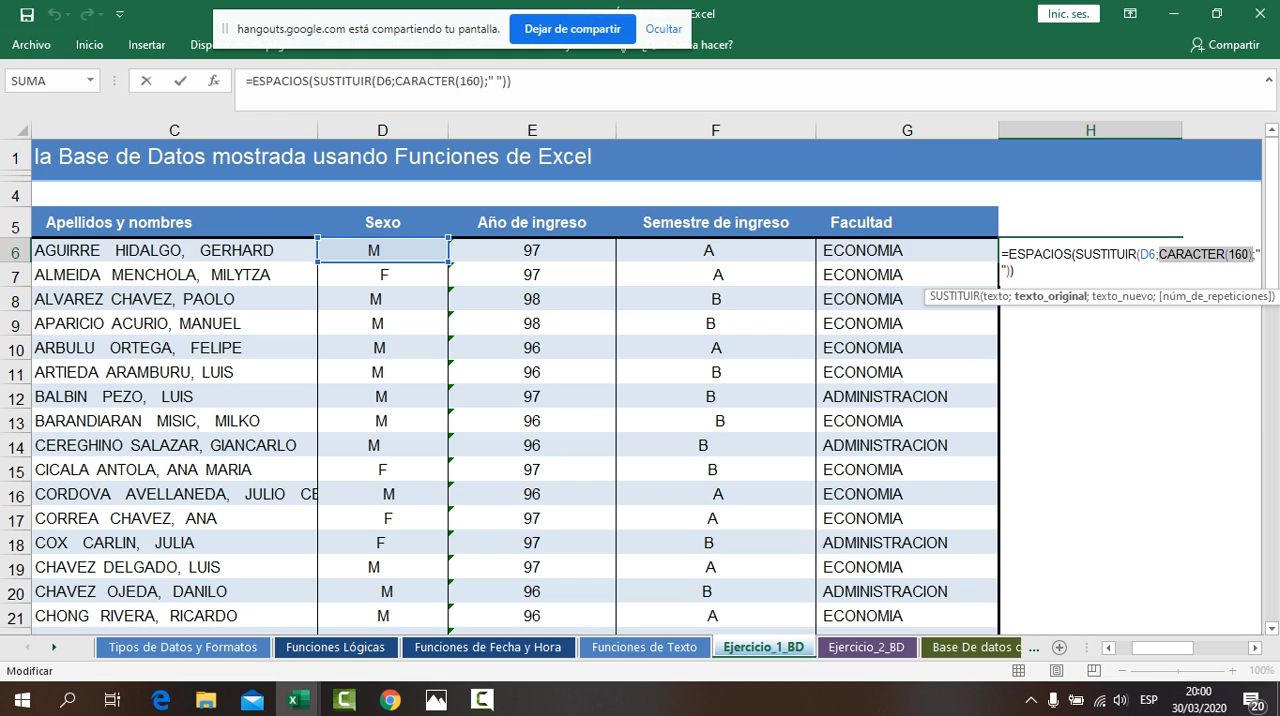 Excel
Inic. ses.
hangouts.google.com está compartiendo tu pantalla. Dejar de compartir Ocultar
Archivo Inicio Insertar hacer? Compartir
SUMA fx =ESPACIOS(SUSTITUIR(D6;CARACTER(160);" "))
C D E F G H
1 la Base de Datos mostrada usando Funciones de Excel
4
5 Apellidos y nombres Sexo Año de ingreso Semestre de ingreso Facultad
6 AGUIRRE HIDALGO, GERHARD M 97 A ECONOMIA =ESPACIOS(SUSTITUIR(D6;CARACTER(160);"
"))
7 ALMEIDA MENCHOLA, MILYTZA F 97 A ECONOMIA
SUSTITUIR(texto; texto_original; texto_nuevo; [núm_de_repeticiones])
8 ALVAREZ CHAVEZ, PAOLO M 98 B ECONOMIA
9 APARICIO ACURIO, MANUEL M 98 B ECONOMIA
10 ARBULU ORTEGA, FELIPE M 96 A ECONOMIA
11 ARTIEDA ARAMBURU, LUIS M 96 B ECONOMIA
12 BALBIN PEZO, LUIS M 97 B ADMINISTRACION
13 BARANDIARAN MISIC, MILKO M 96 B ECONOMIA
14 CEREGHINO SALAZAR, GIANCARLO M 96 B ADMINISTRACION
15 CICALA ANTOLA, ANA MARIA F 97 B ECONOMIA
16 CORDOVA AVELLANEDA, JULIO CE M 96 A ECONOMIA
17 CORREA CHAVEZ, ANA F 97 A ECONOMIA
18 COX CARLIN, JULIA F 97 B ADMINISTRACION
19 CHAVEZ DELGADO, LUIS M 97 A ECONOMIA
20 CHAVEZ OJEDA, DANILO M 96 B ADMINISTRACION
21 CHONG RIVERA, RICARDO M 96 A ECONOMIA
Tipos de Datos y Formatos Funciones Lógicas Funciones de Fecha y Hora Funciones de Texto Ejercicio_1_BD Ejercicio_2_BD Base De datos ...
Modificar 100%
ESP 20:00
30/03/2020 20